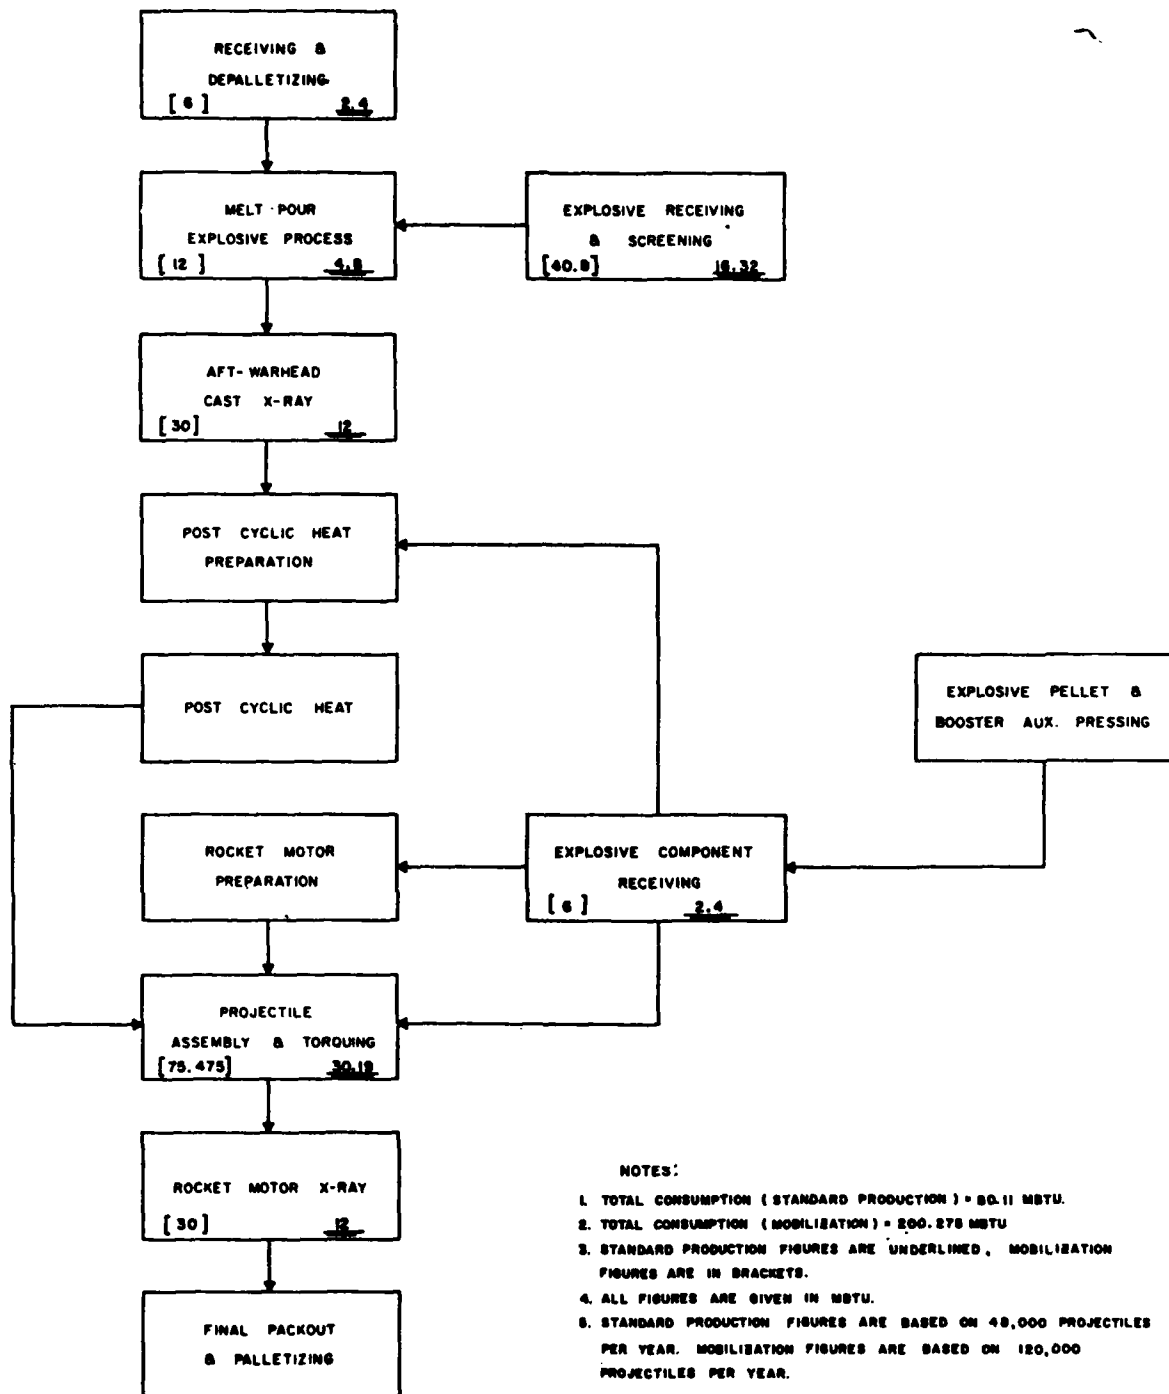 RECEIVING &
DEPALLETIZING
[6] 2.4
MELT-POUR
EXPLOSIVE PROCESS
[12] 4.8
EXPLOSIVE RECEIVING
& SCREENING
[40.8] 16.32
AFT-WARHEAD
CAST X-RAY
[30] 12
POST CYCLIC HEAT
PREPARATION
POST CYCLIC HEAT
EXPLOSIVE PELLET &
BOOSTER AUX. PRESSING
ROCKET MOTOR
PREPARATION
EXPLOSIVE COMPONENT
RECEIVING
[6] 2.4
PROJECTILE
ASSEMBLY & TORQUING
[75.475] 30.19
ROCKET MOTOR X-RAY
[30] 12
FINAL PACKOUT
& PALLETIZING
NOTES:
1. TOTAL CONSUMPTION (STANDARD PRODUCTION) = 80.11 MBTU.
2. TOTAL CONSUMPTION (MOBILIZATION) = 200.275 MBTU
3. STANDARD PRODUCTION FIGURES ARE UNDERLINED, MOBILIZATION
FIGURES ARE IN BRACKETS.
4. ALL FIGURES ARE GIVEN IN MBTU.
5. STANDARD PRODUCTION FIGURES ARE BASED ON 48,000 PROJECTILES
PER YEAR. MOBILIZATION FIGURES ARE BASED ON 120,000
PROJECTILES PER YEAR.